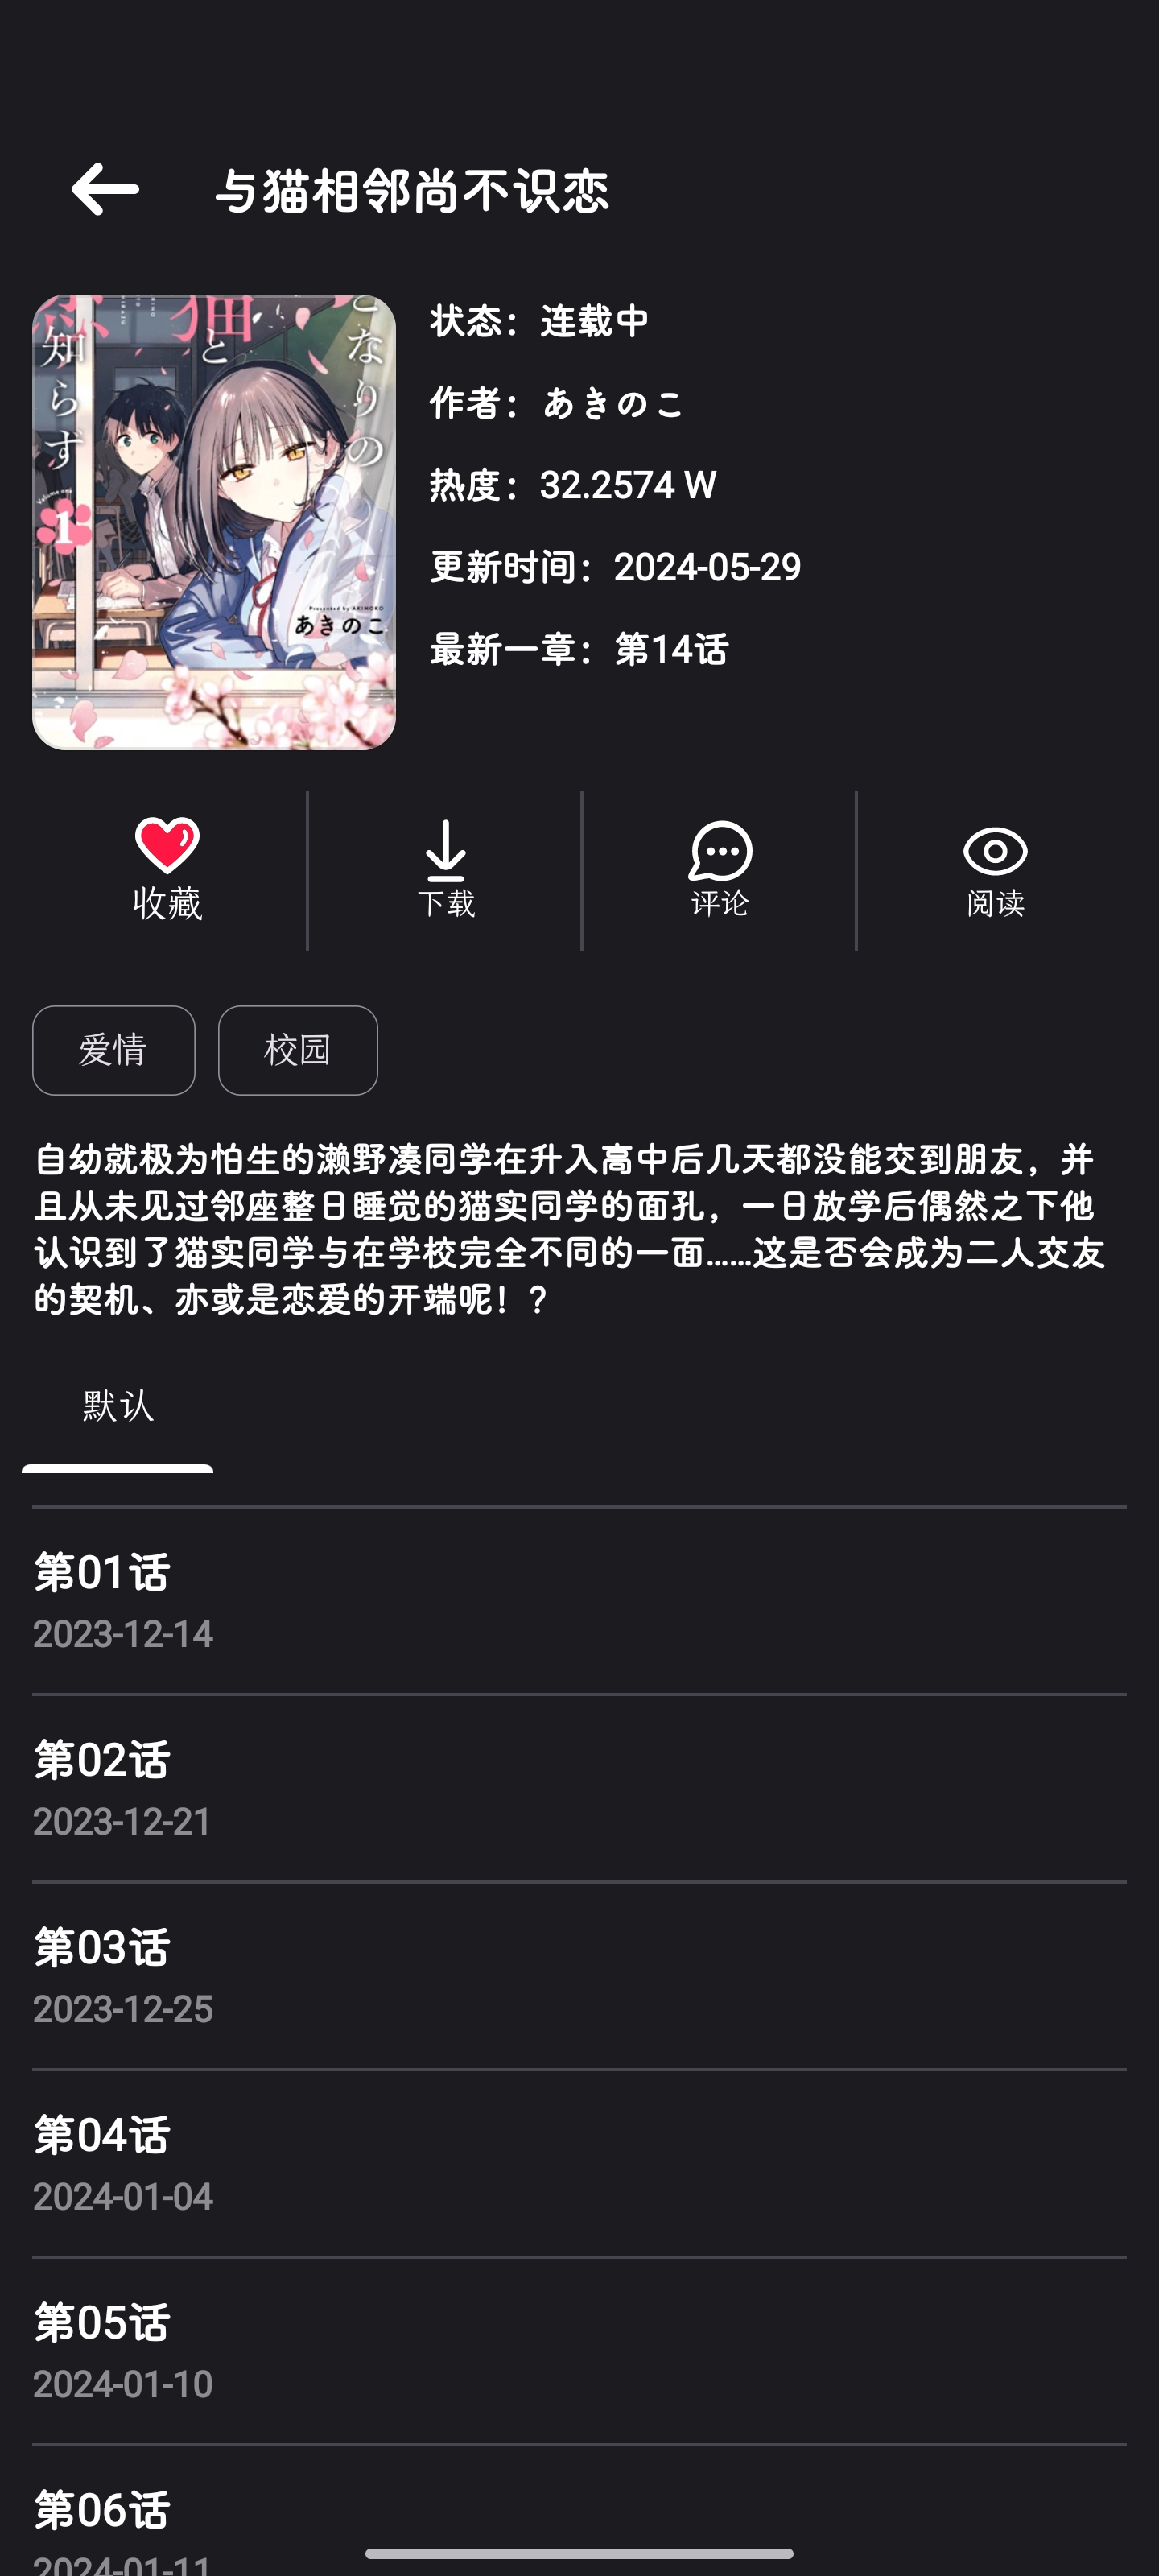 与猫相邻尚不识恋
となりの
猫と
恋知らず
Volume one
1
Presented by AKINOKO
あきのこ
状态：连载中
作者：あきのこ
热度：32.2574 W
更新时间：2024-05-29
最新一章：第14话
收藏
下载
评论
阅读
爱情
校园
自幼就极为怕生的濑野凑同学在升入高中后几天都没能交到朋友，并
且从未见过邻座整日睡觉的猫实同学的面孔，一日放学后偶然之下他
认识到了猫实同学与在学校完全不同的一面……这是否会成为二人交友
的契机、亦或是恋爱的开端呢！？
默认
第01话
2023-12-14
第02话
2023-12-21
第03话
2023-12-25
第04话
2024-01-04
第05话
2024-01-10
第06话
2024-01-11